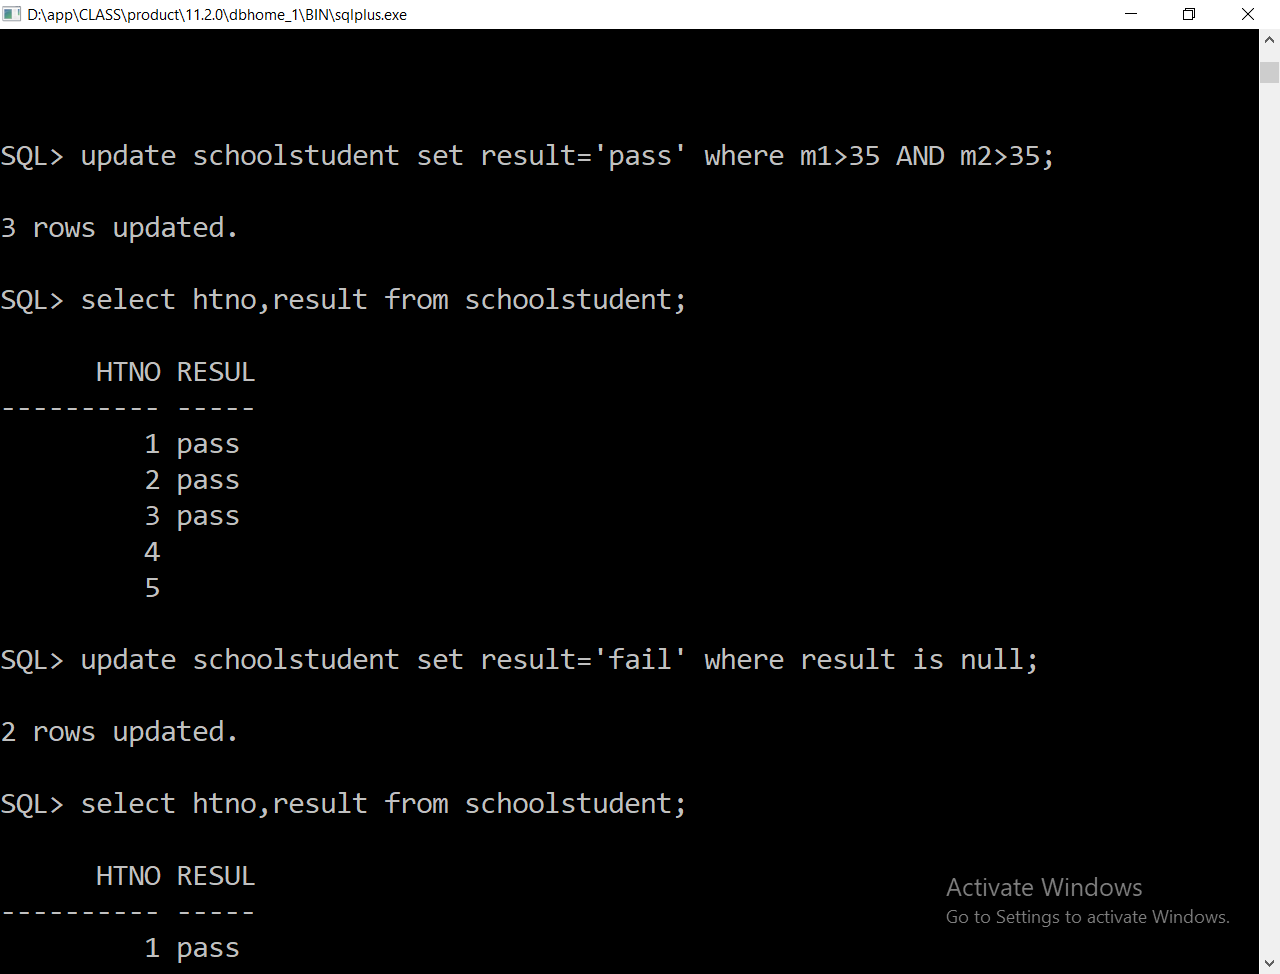 D:\app\CLASS\product\11.2.0\dbhome_1\BIN\sqlplus.exe
SQL> update schoolstudent set result='pass' where m1>35 AND m2>35;
3 rows updated.
SQL> select htno,result from schoolstudent;
      HTNO RESUL
---------- -----
         1 pass
         2 pass
         3 pass
         4
         5
SQL> update schoolstudent set result='fail' where result is null;
2 rows updated.
SQL> select htno,result from schoolstudent;
      HTNO RESUL
---------- -----
         1 pass
Activate Windows
Go to Settings to activate Windows.